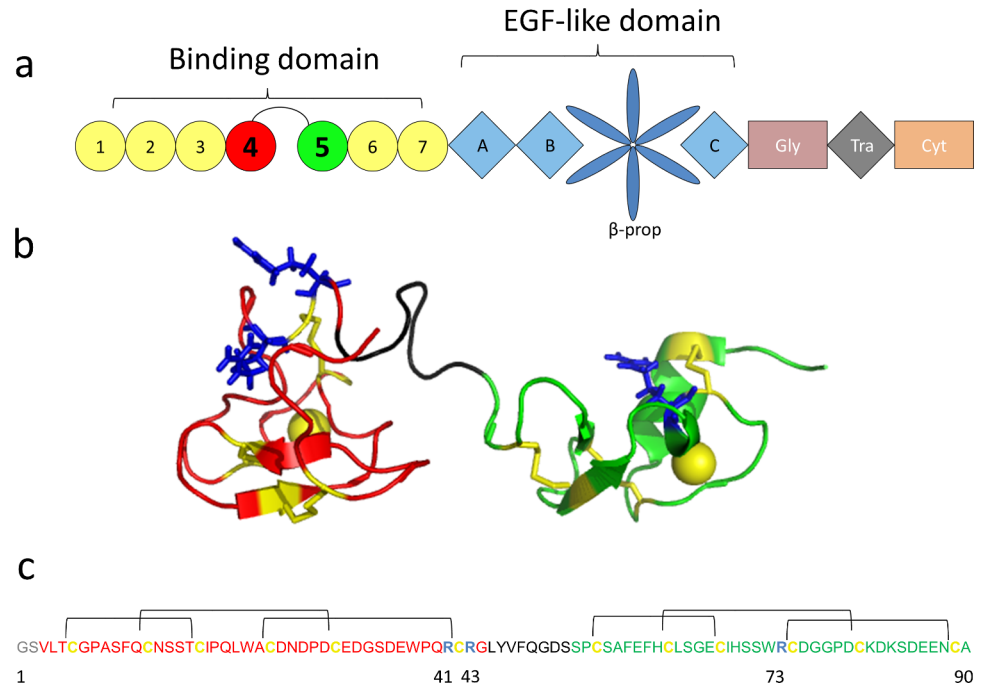 EGF-like domain
a
Binding domain
1 2 3 4 5 6 7 A B C Gly Tra Cyt
β-prop
b
c
GSVLTCGPASFQCNSSTCIPQLWACDNDPDCEDGSDEWPQRCRGLYVFQGDSSPCSAFEFHCLSGECIHSSWRCDGGPDCKDKSDEENCA
1 41 43 73 90